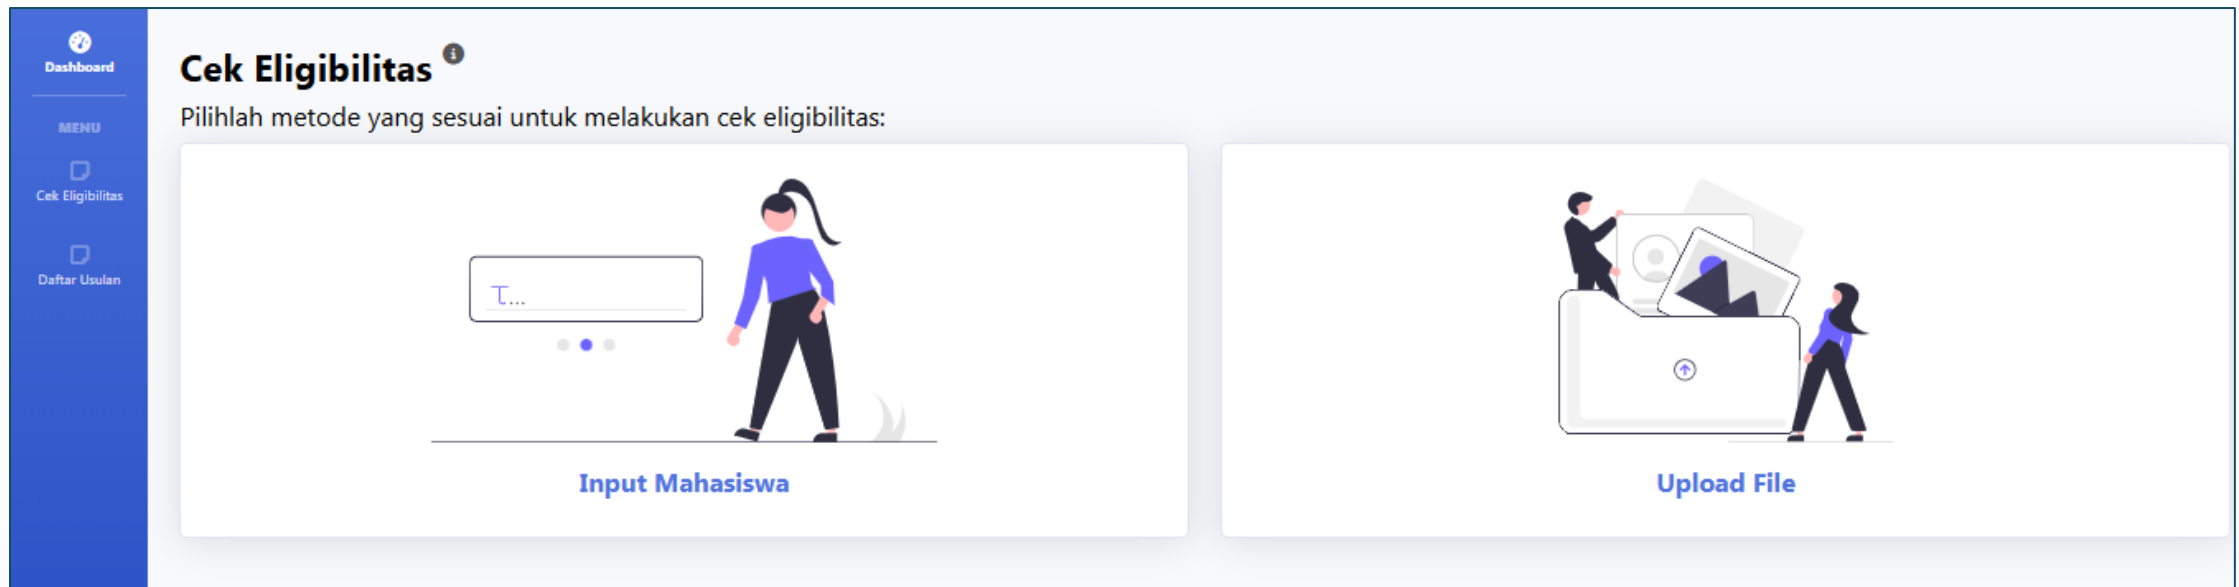 Dashboard
MENU
Cek Eligibilitas
Daftar Usulan
Cek Eligibilitas
Pilihlah metode yang sesuai untuk melakukan cek eligibilitas:
T...
Input Mahasiswa
Upload File